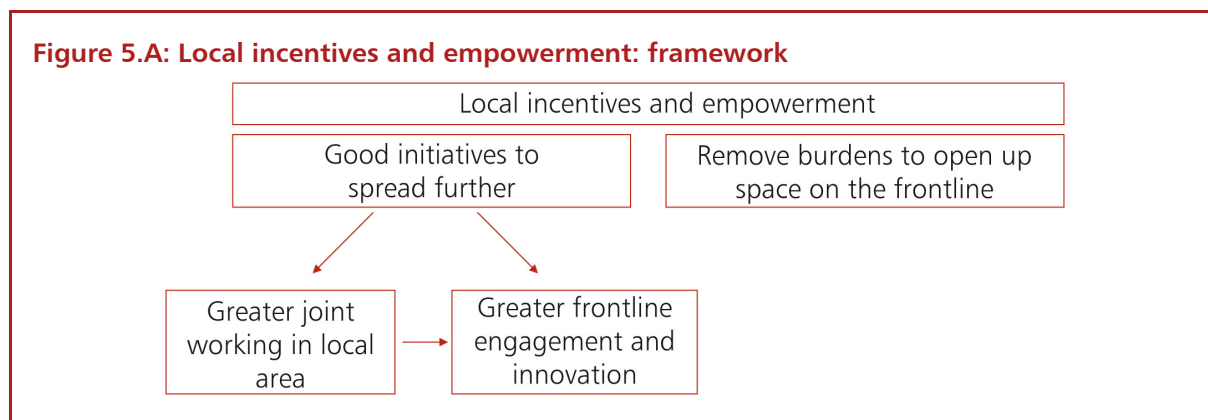 Figure 5.A: Local incentives and empowerment: framework
Local incentives and empowerment
Good initiatives to
spread further
Remove burdens to open up
space on the frontline
Greater joint
working in local
area
Greater frontline
engagement and
innovation